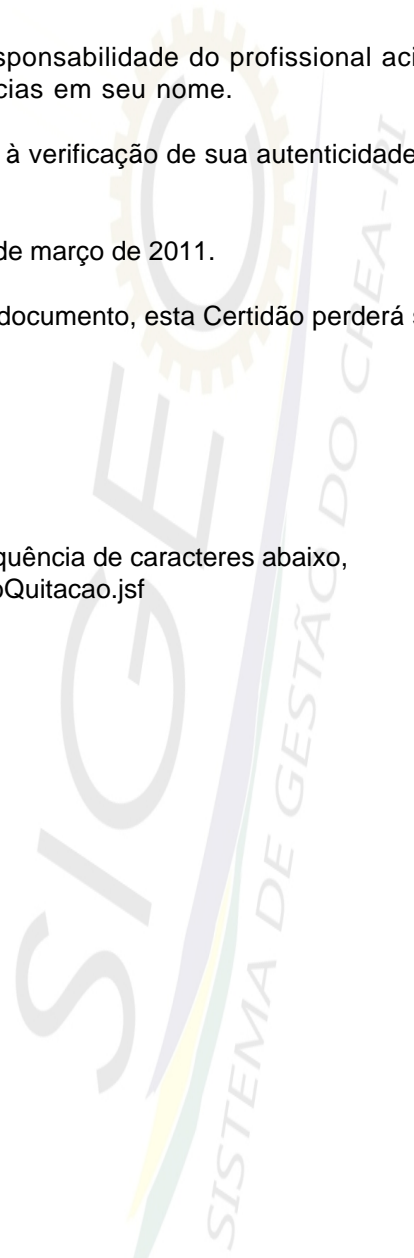 sponsabilidade do profissional aci
cias em seu nome.
à verificação de sua autenticidade
de março de 2011.
documento, esta Certidão perderá s
quência de caracteres abaixo,
oQuitacao.jsf
SIGEC
SISTEMA DE GESTÃO DO CREA-RJ